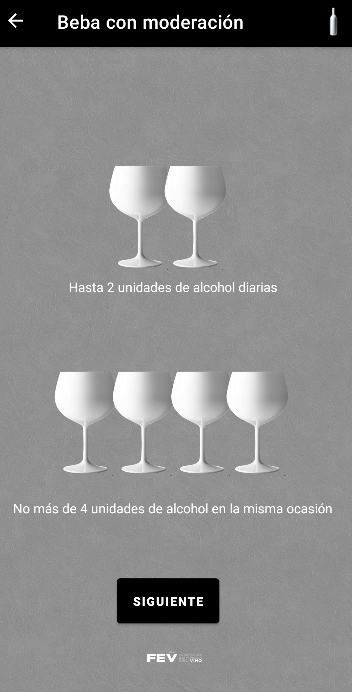 Beba con moderación
Hasta 2 unidades de alcohol diarias
No más de 4 unidades de alcohol en la misma ocasión
SIGUIENTE
FEV